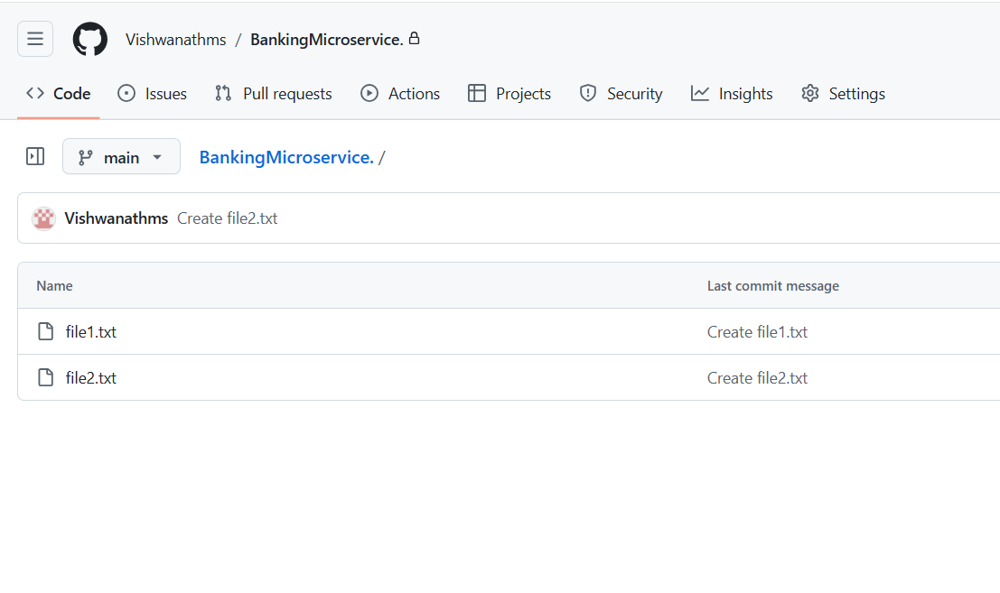 Vishwanathms / BankingMicroservice.
Code Issues Pull requests Actions Projects Security Insights Settings
main BankingMicroservice. /
Vishwanathms Create file2.txt
Name Last commit message
file1.txt Create file1.txt
file2.txt Create file2.txt